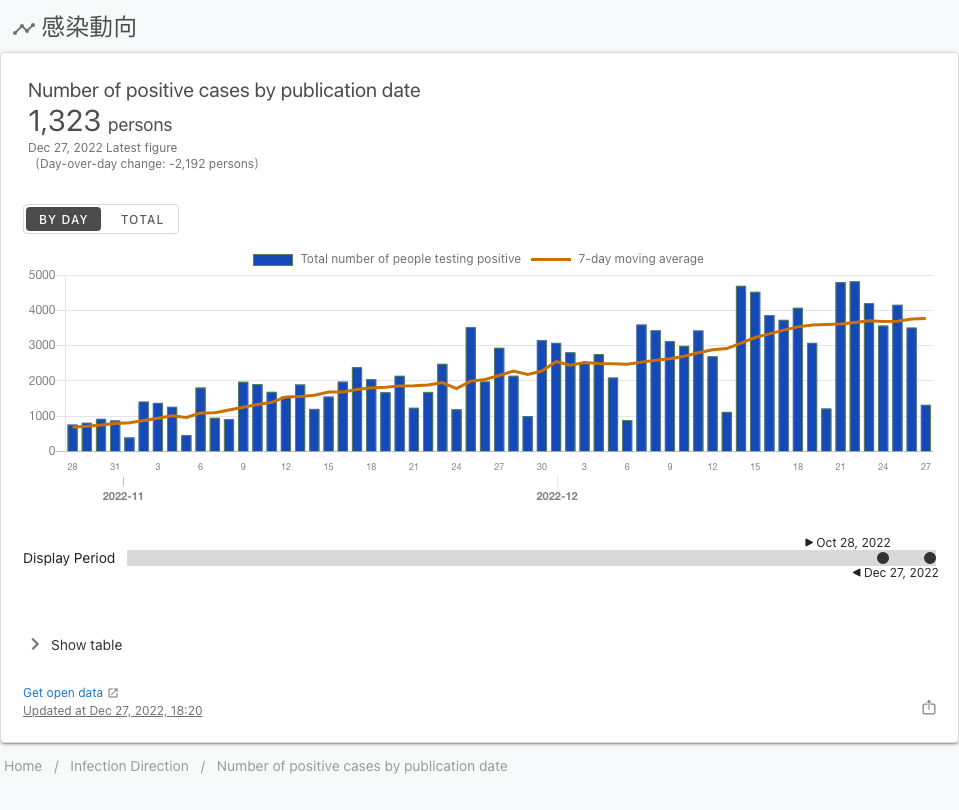 感染動向
Number of positive cases by publication date
1,323 persons
Dec 27, 2022 Latest figure
(Day-over-day change: -2,192 persons)
BY DAY TOTAL
Total number of people testing positive 7-day moving average
5000
4000
3000
2000
1000
0
28 31 3 6 9 12 15 18 21 24 27 30 3 6 9 12 15 18 21 24 27
2022-11 2022-12
Oct 28, 2022
Display Period
Dec 27, 2022
Show table
Get open data
Updated at Dec 27, 2022, 18:20
Home / Infection Direction / Number of positive cases by publication date